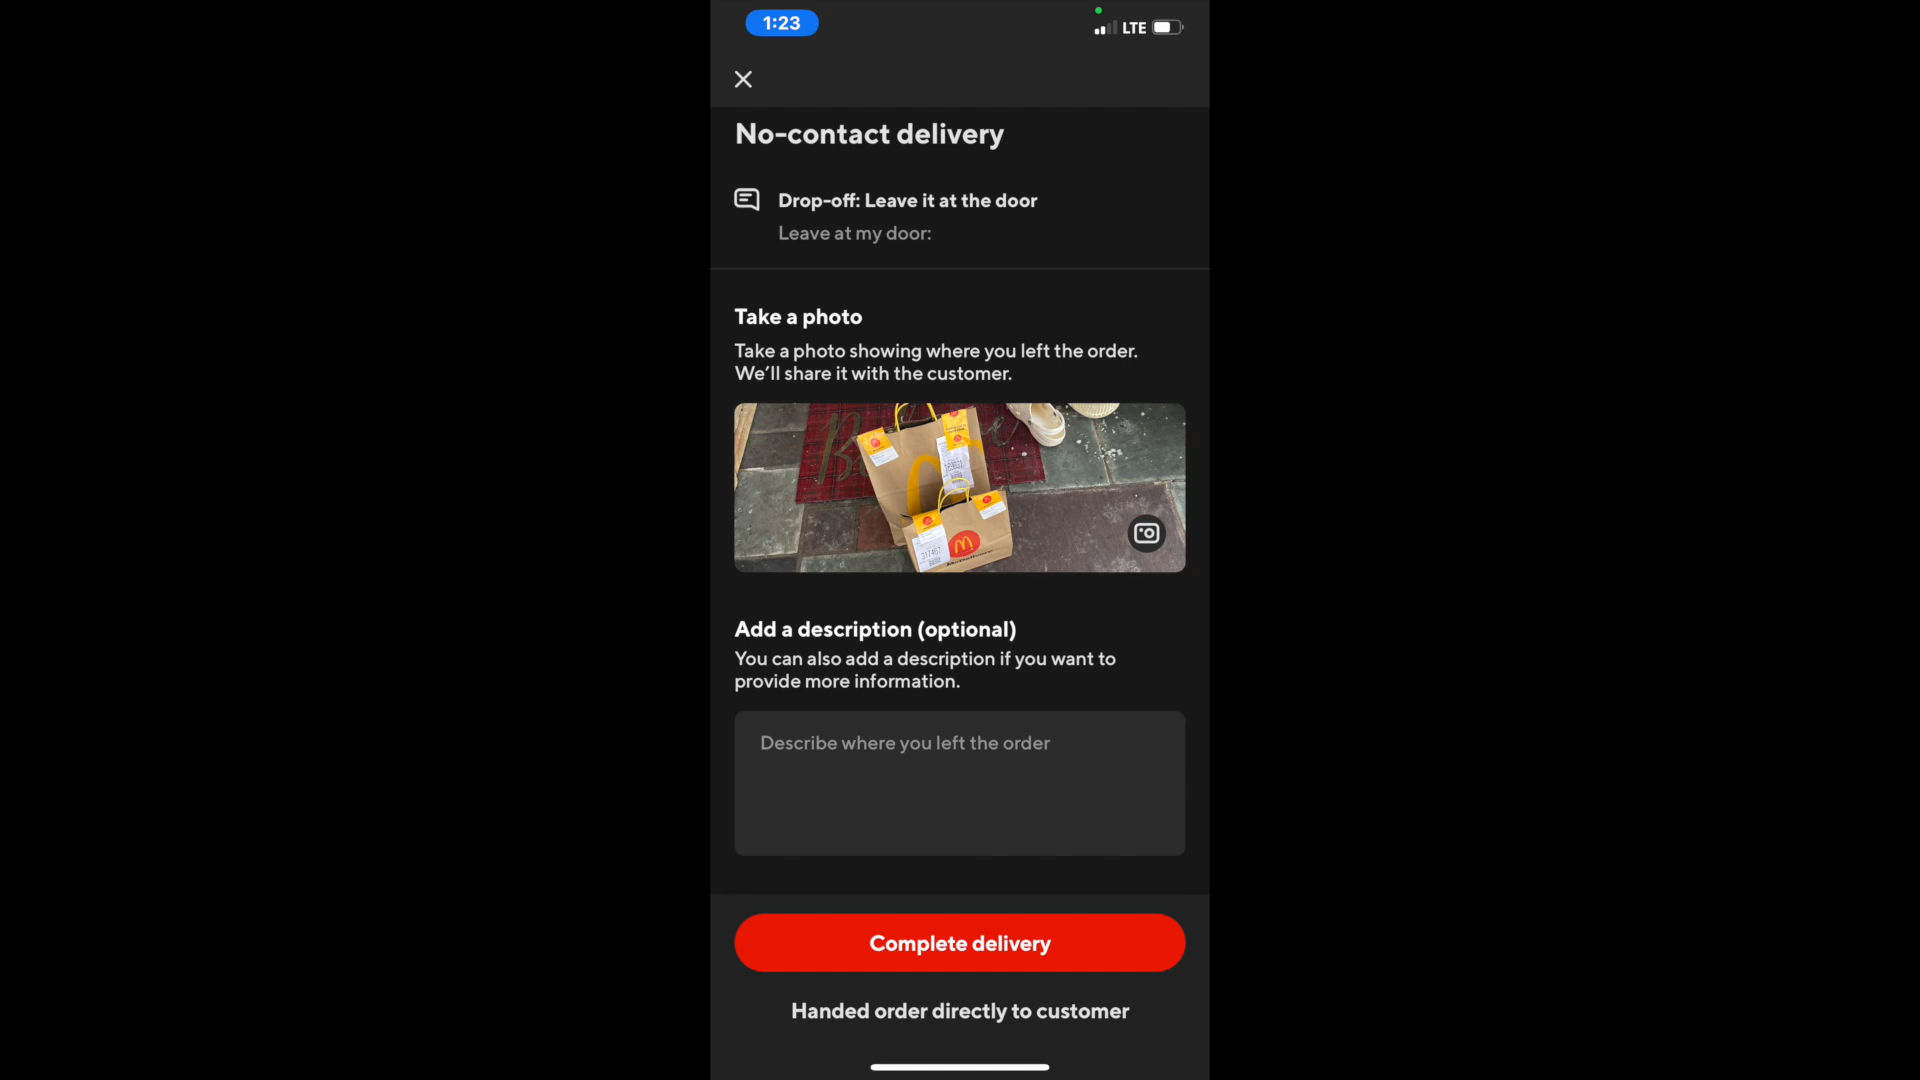 1:23
LTE
No-contact delivery
Drop-off: Leave it at the door
Leave at my door:
Take a photo
Take a photo showing where you left the order.
We'll share it with the customer.
Add a description (optional)
You can also add a description if you want to
provide more information.
Describe where you left the order
Complete delivery
Handed order directly to customer